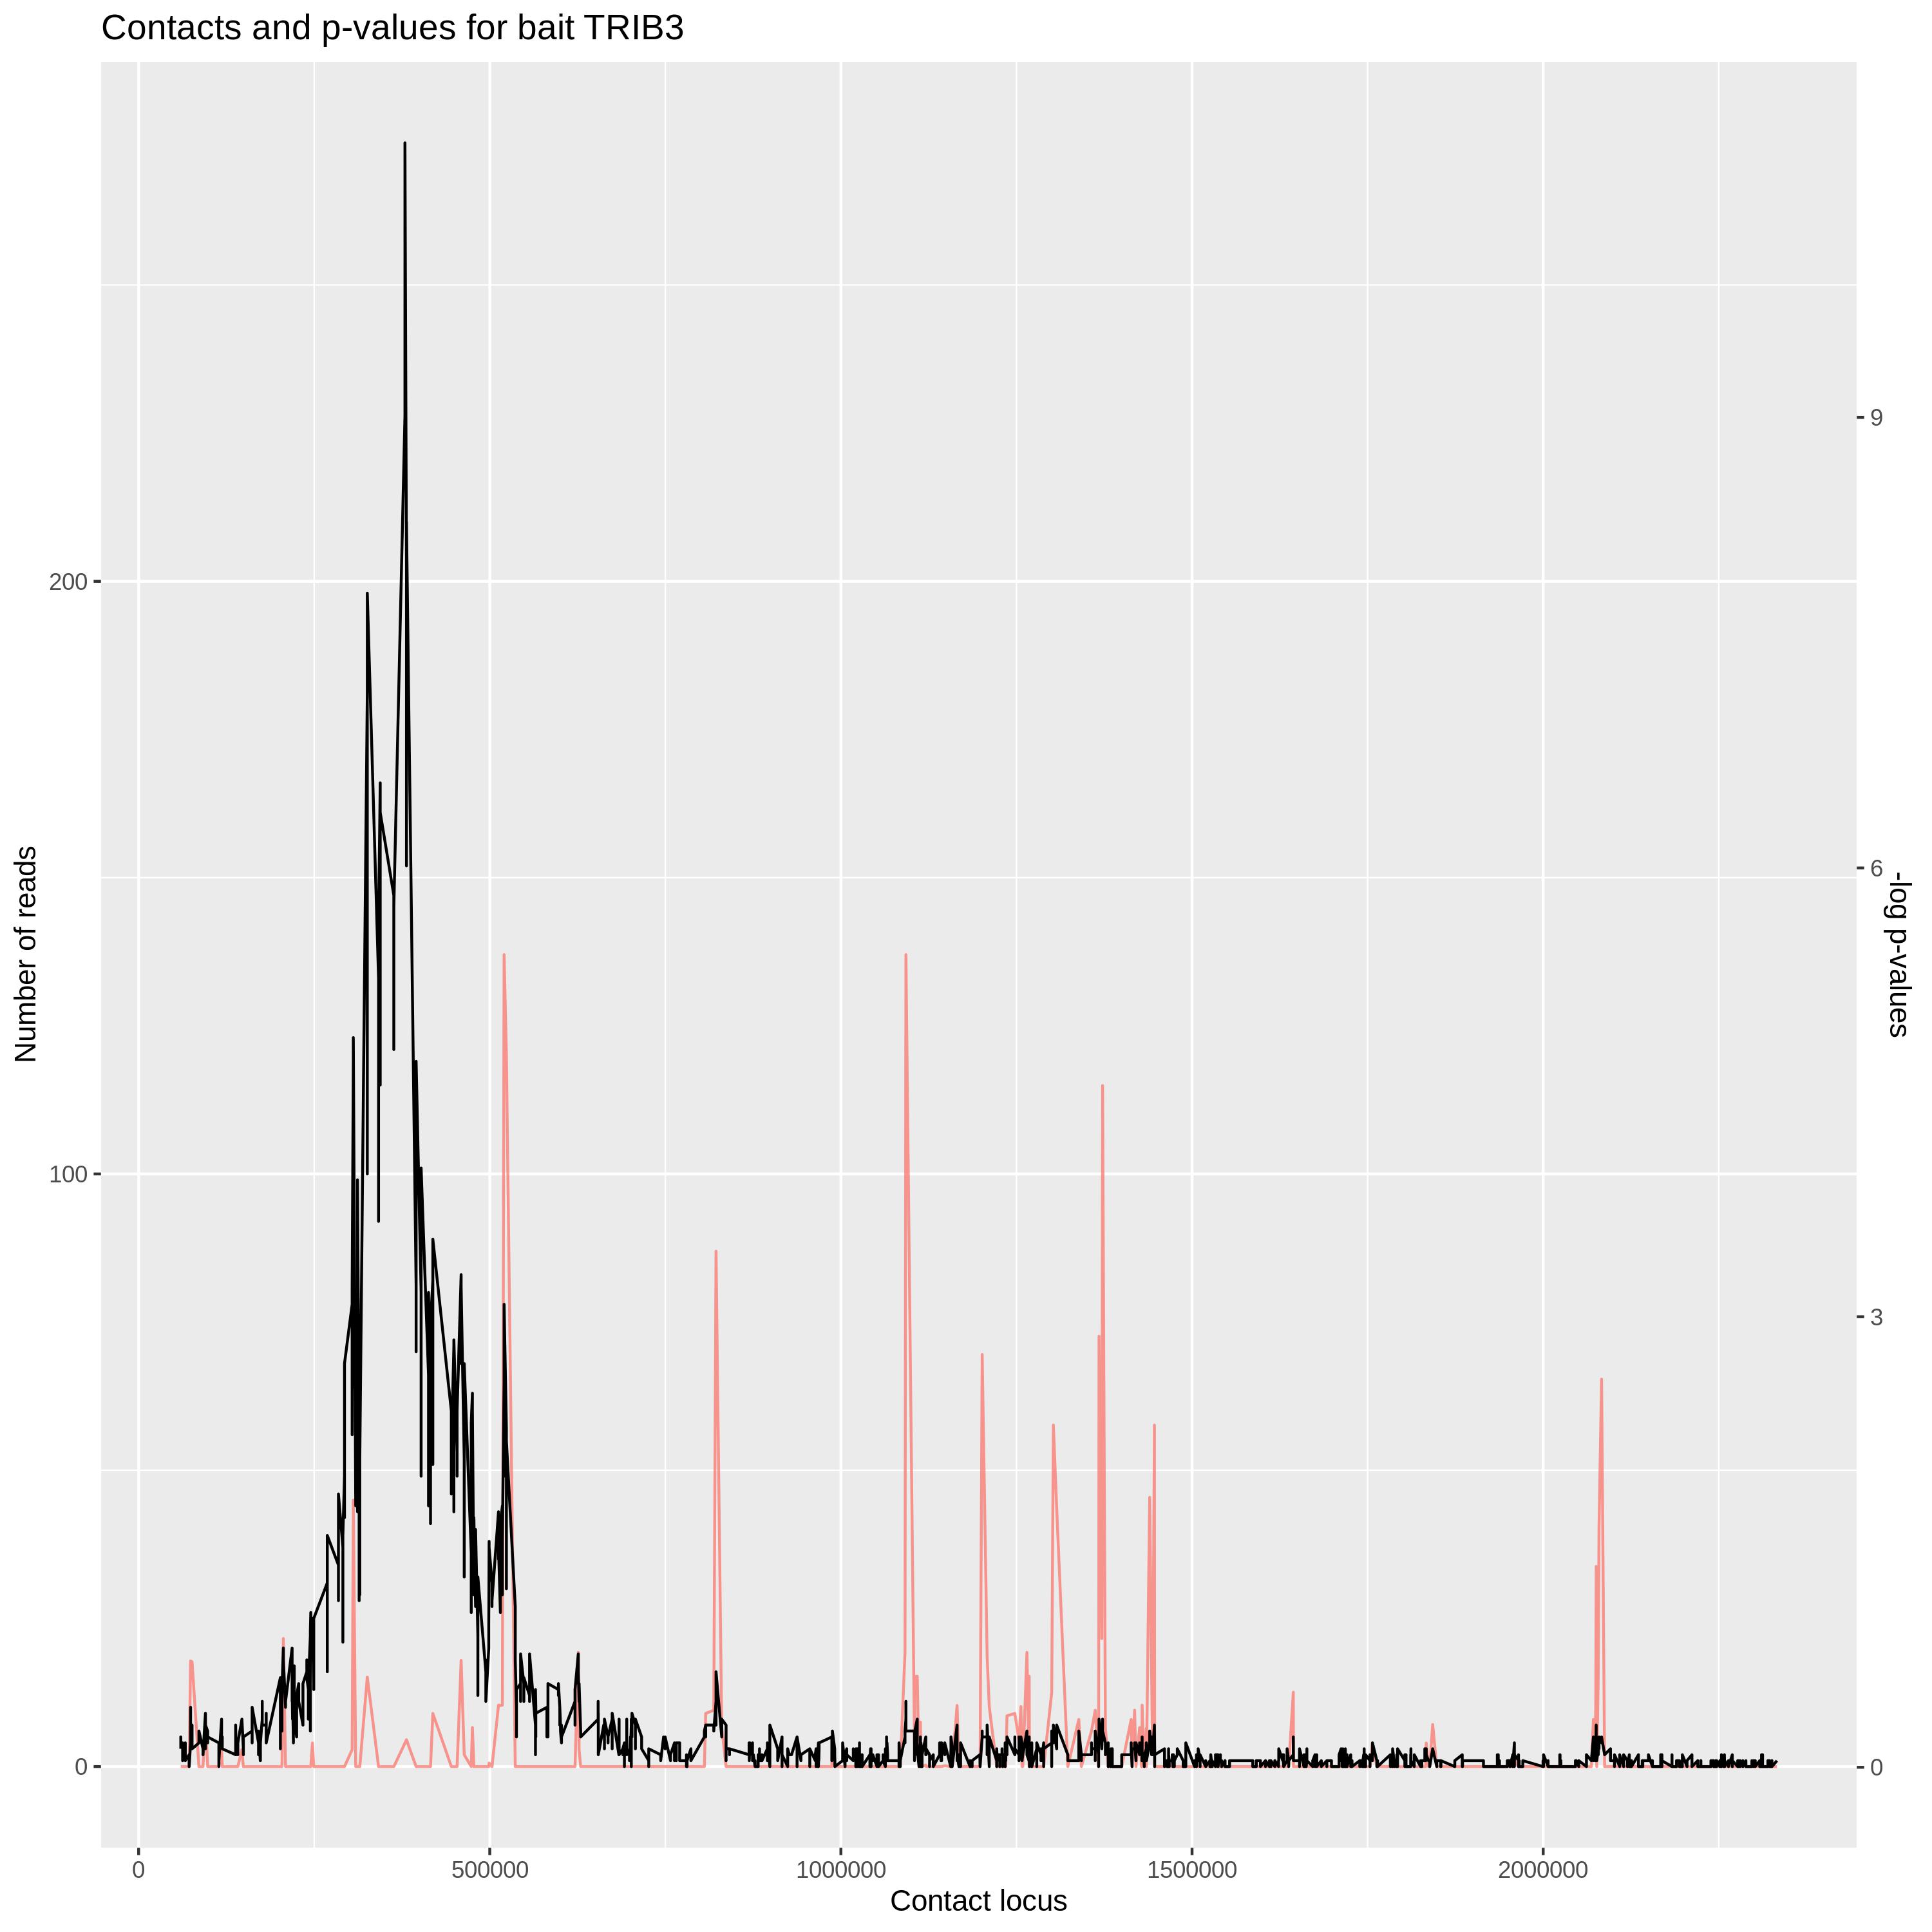 Contacts and p-values for bait TRIB3
Number of reads
200
100
0
9
6
3
0
-log p-values
0 500000 1000000 1500000 2000000
Contact locus